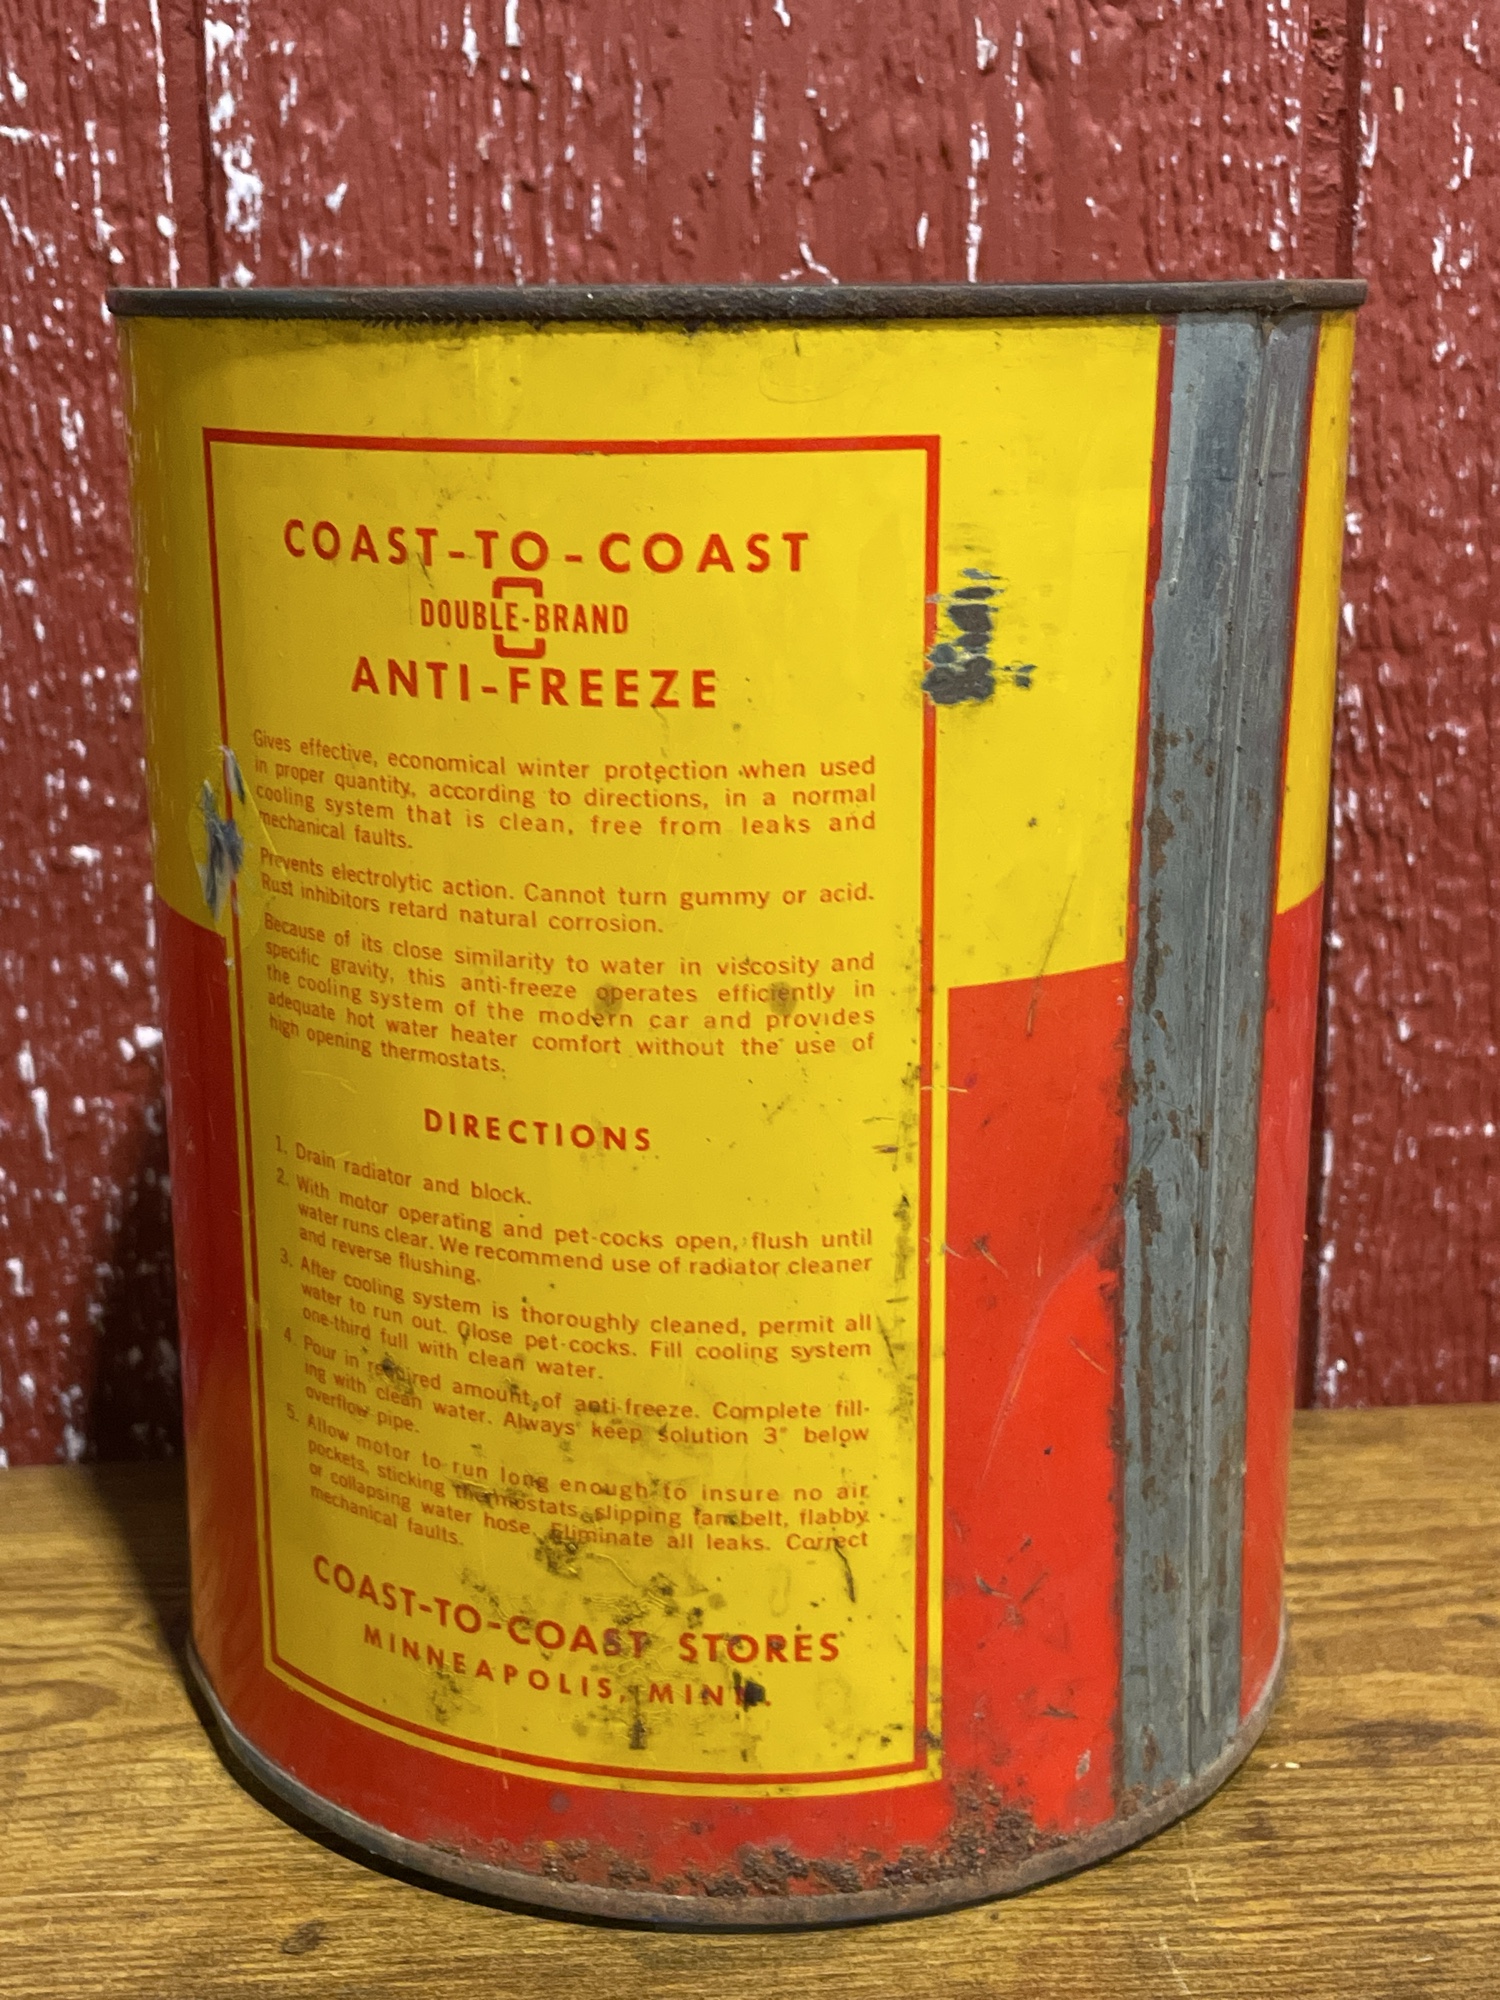 COAST-TO-COAST
DOUBLE-BRAND
ANTI-FREEZE
Gives effective, economical winter protection when used
in proper quantity, according to directions, in a normal
cooling system that is clean, free from leaks and
mechanical faults.
Prevents electrolytic action. Cannot turn gummy or acid.
Rust inhibitors retard natural corrosion.
Because of its close similarity to water in viscosity and
specific gravity, this anti-freeze operates efficiently in
the cooling system of the modern car and provides
adequate hot water heater comfort without the use of
high opening thermostats.
DIRECTIONS
1. Drain radiator and block.
2. With motor operating and pet-cocks open, flush until
water runs clear. We recommend use of radiator cleaner
and reverse flushing.
3. After cooling system is thoroughly cleaned, permit all
water to run out. Close pet-cocks. Fill cooling system
one-third full with clean water.
4. Pour in required amount of anti-freeze. Complete fill-
ing with clean water. Always keep solution 3" below
overflow pipe.
5. Allow motor to run long enough to insure no air
pockets, sticking thermostats, slipping fan belt, flabby
or collapsing water hose. Eliminate all leaks. Correct
mechanical faults.
COAST-TO-COAST STORES
MINNEAPOLIS, MINN.